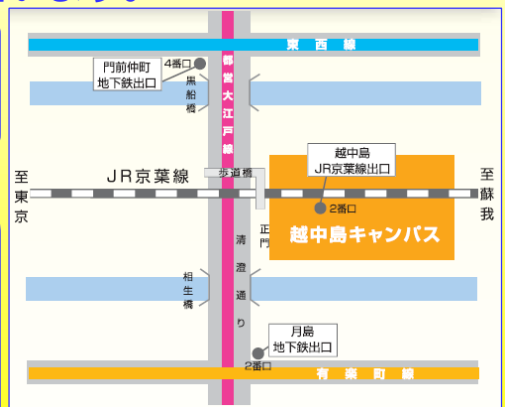 東西線
門前仲町
地下鉄出口
4番口
黒船橋
都営大江戸線
歩道橋
越中島
JR京葉線出口
2番口
至東京
JR京葉線
至蘇我
正門
越中島キャンパス
清澄通り
相生橋
月島
地下鉄出口
2番口
有楽町線